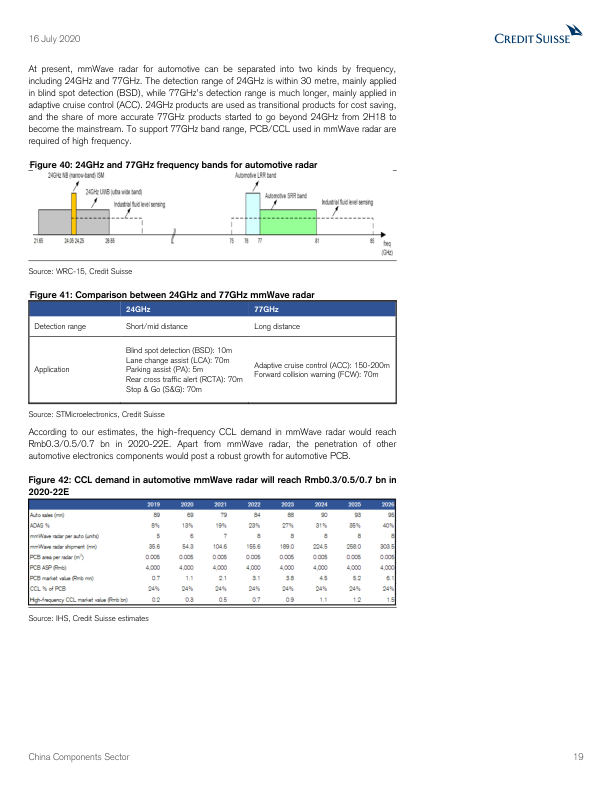 16 July 2020
CREDIT SUISSE
At present, mmWave radar for automotive can be separated into two kinds by frequency,
including 24GHz and 77GHz. The detection range of 24GHz is within 30 metre, mainly applied
in blind spot detection (BSD), while 77GHz's detection range is much longer, mainly applied in
adaptive cruise control (ACC). 24GHz products are used as transitional products for cost saving,
and the share of more accurate 77GHz products started to go beyond 24GHz from 2H18 to
become the mainstream. To support 77GHz band range, PCB/CCL used in mmWave radar are
required of high frequency.
Figure 40: 24GHz and 77GHz frequency bands for automotive radar
24GHz NB (narrow-band) ISM
Automotive LRR band
24GHz UWB (ultra wide band)
Automotive SRR band
Industrial fluid level sensing
Industrial fluid level sensing
21.65 24.05 24.25 26.65 75 76 77 81 85 freq
(GHz)
Source: WRC-15, Credit Suisse
Figure 41: Comparison between 24GHz and 77GHz mmWave radar
24GHz 77GHz
Detection range Short/mid distance Long distance
Blind spot detection (BSD): 10m
Lane change assist (LCA): 70m
Application Parking assist (PA): 5m
Rear cross traffic alert (RCTA): 70m
Stop & Go (S&G): 70m
Adaptive cruise control (ACC): 150-200m
Forward collision warning (FCW): 70m
Source: STMicroelectronics, Credit Suisse
According to our estimates, the high-frequency CCL demand in mmWave radar would reach
Rmb0.3/0.5/0.7 bn in 2020-22E. Apart from mmWave radar, the penetration of other
automotive electronics components would post a robust growth for automotive PCB.
Figure 42: CCL demand in automotive mmWave radar will reach Rmb0.3/0.5/0.7 bn in
2020-22E
2019 2020 2021 2022 2023 2024 2025 2026
Auto sales (mn) 89 69 79 84 88 90 93 95
ADAS % 8% 13% 19% 23% 27% 31% 35% 40%
mmWave radar per auto (units) 5 6 7 8 8 8 8 8
mmWave radar shipment (mn) 35.6 54.3 104.6 155.6 189.0 224.5 258.0 303.5
PCB area per radar (m²) 0.005 0.005 0.005 0.005 0.005 0.005 0.005 0.005
PCB ASP (Rmb) 4,000 4,000 4,000 4,000 4,000 4,000 4,000 4,000
PCB market value (Rmb mn) 0.7 1.1 2.1 3.1 3.8 4.5 5.2 6.1
CCL % of PCB 24% 24% 24% 24% 24% 24% 24% 24%
High-frequency CCL market value (Rmb bn) 0.2 0.3 0.5 0.7 0.9 1.1 1.2 1.5
Source: IHS, Credit Suisse estimates
China Components Sector 19